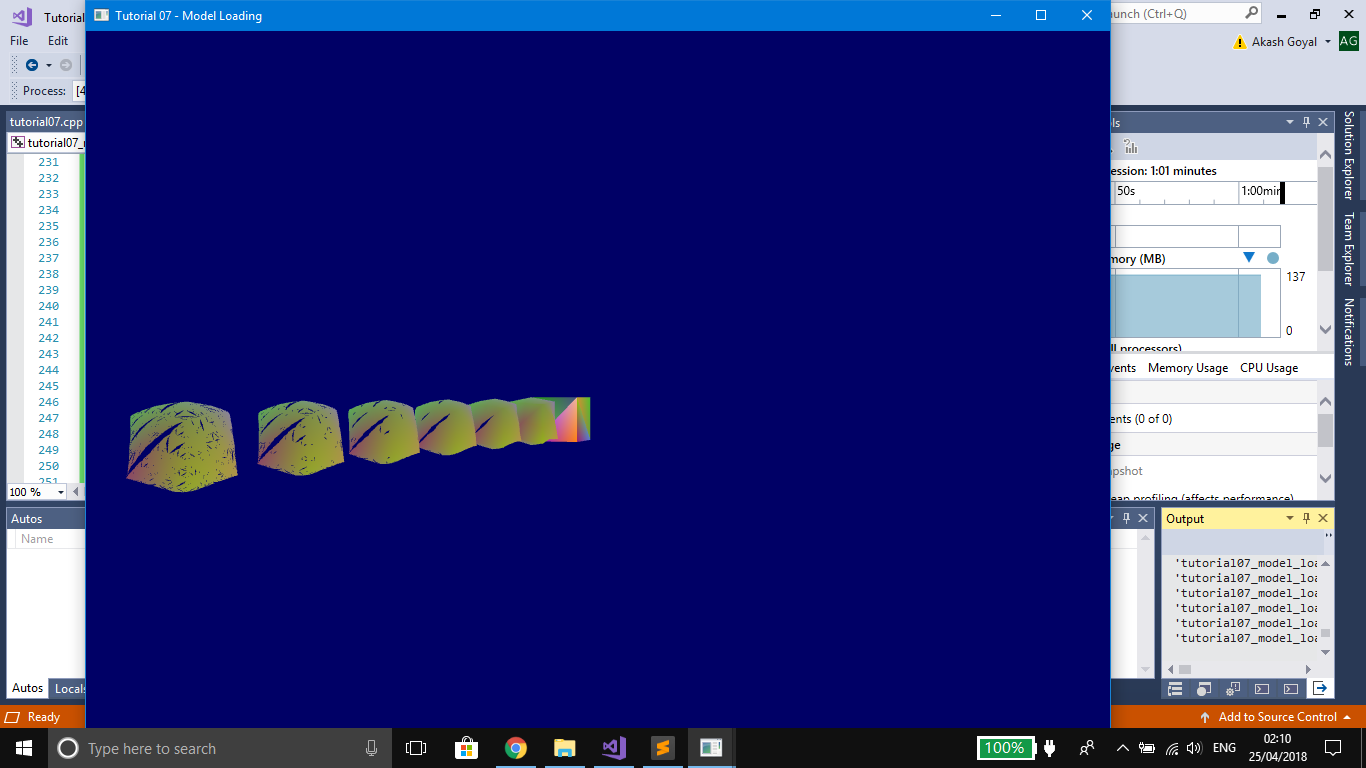 Tutorial
Tutorial 07 - Model Loading
aunch (Ctrl+Q)
File Edit
Akash Goyal
AG
Process: [4
tutorial07.cpp
tutorial07_
231
232
233
234
235
236
237
238
239
240
241
242
243
244
245
246
247
248
249
250
251
100 %
Autos
Name
Autos Locals
Ready
ls
ession: 1:01 minutes
50s 1:00min
mory (MB)
137
0
ll processors)
vents Memory Usage CPU Usage
ents (0 of 0)
ge
apshot
eap profiling (affects performance)
Output
'tutorial07_model_loa
'tutorial07_model_loa
'tutorial07_model_loa
'tutorial07_model_loa
'tutorial07_model_loa
'tutorial07_model_loa
Solution Explorer
Team Explorer
Notifications
Add to Source Control
Type here to search
100%
ENG
02:10
25/04/2018